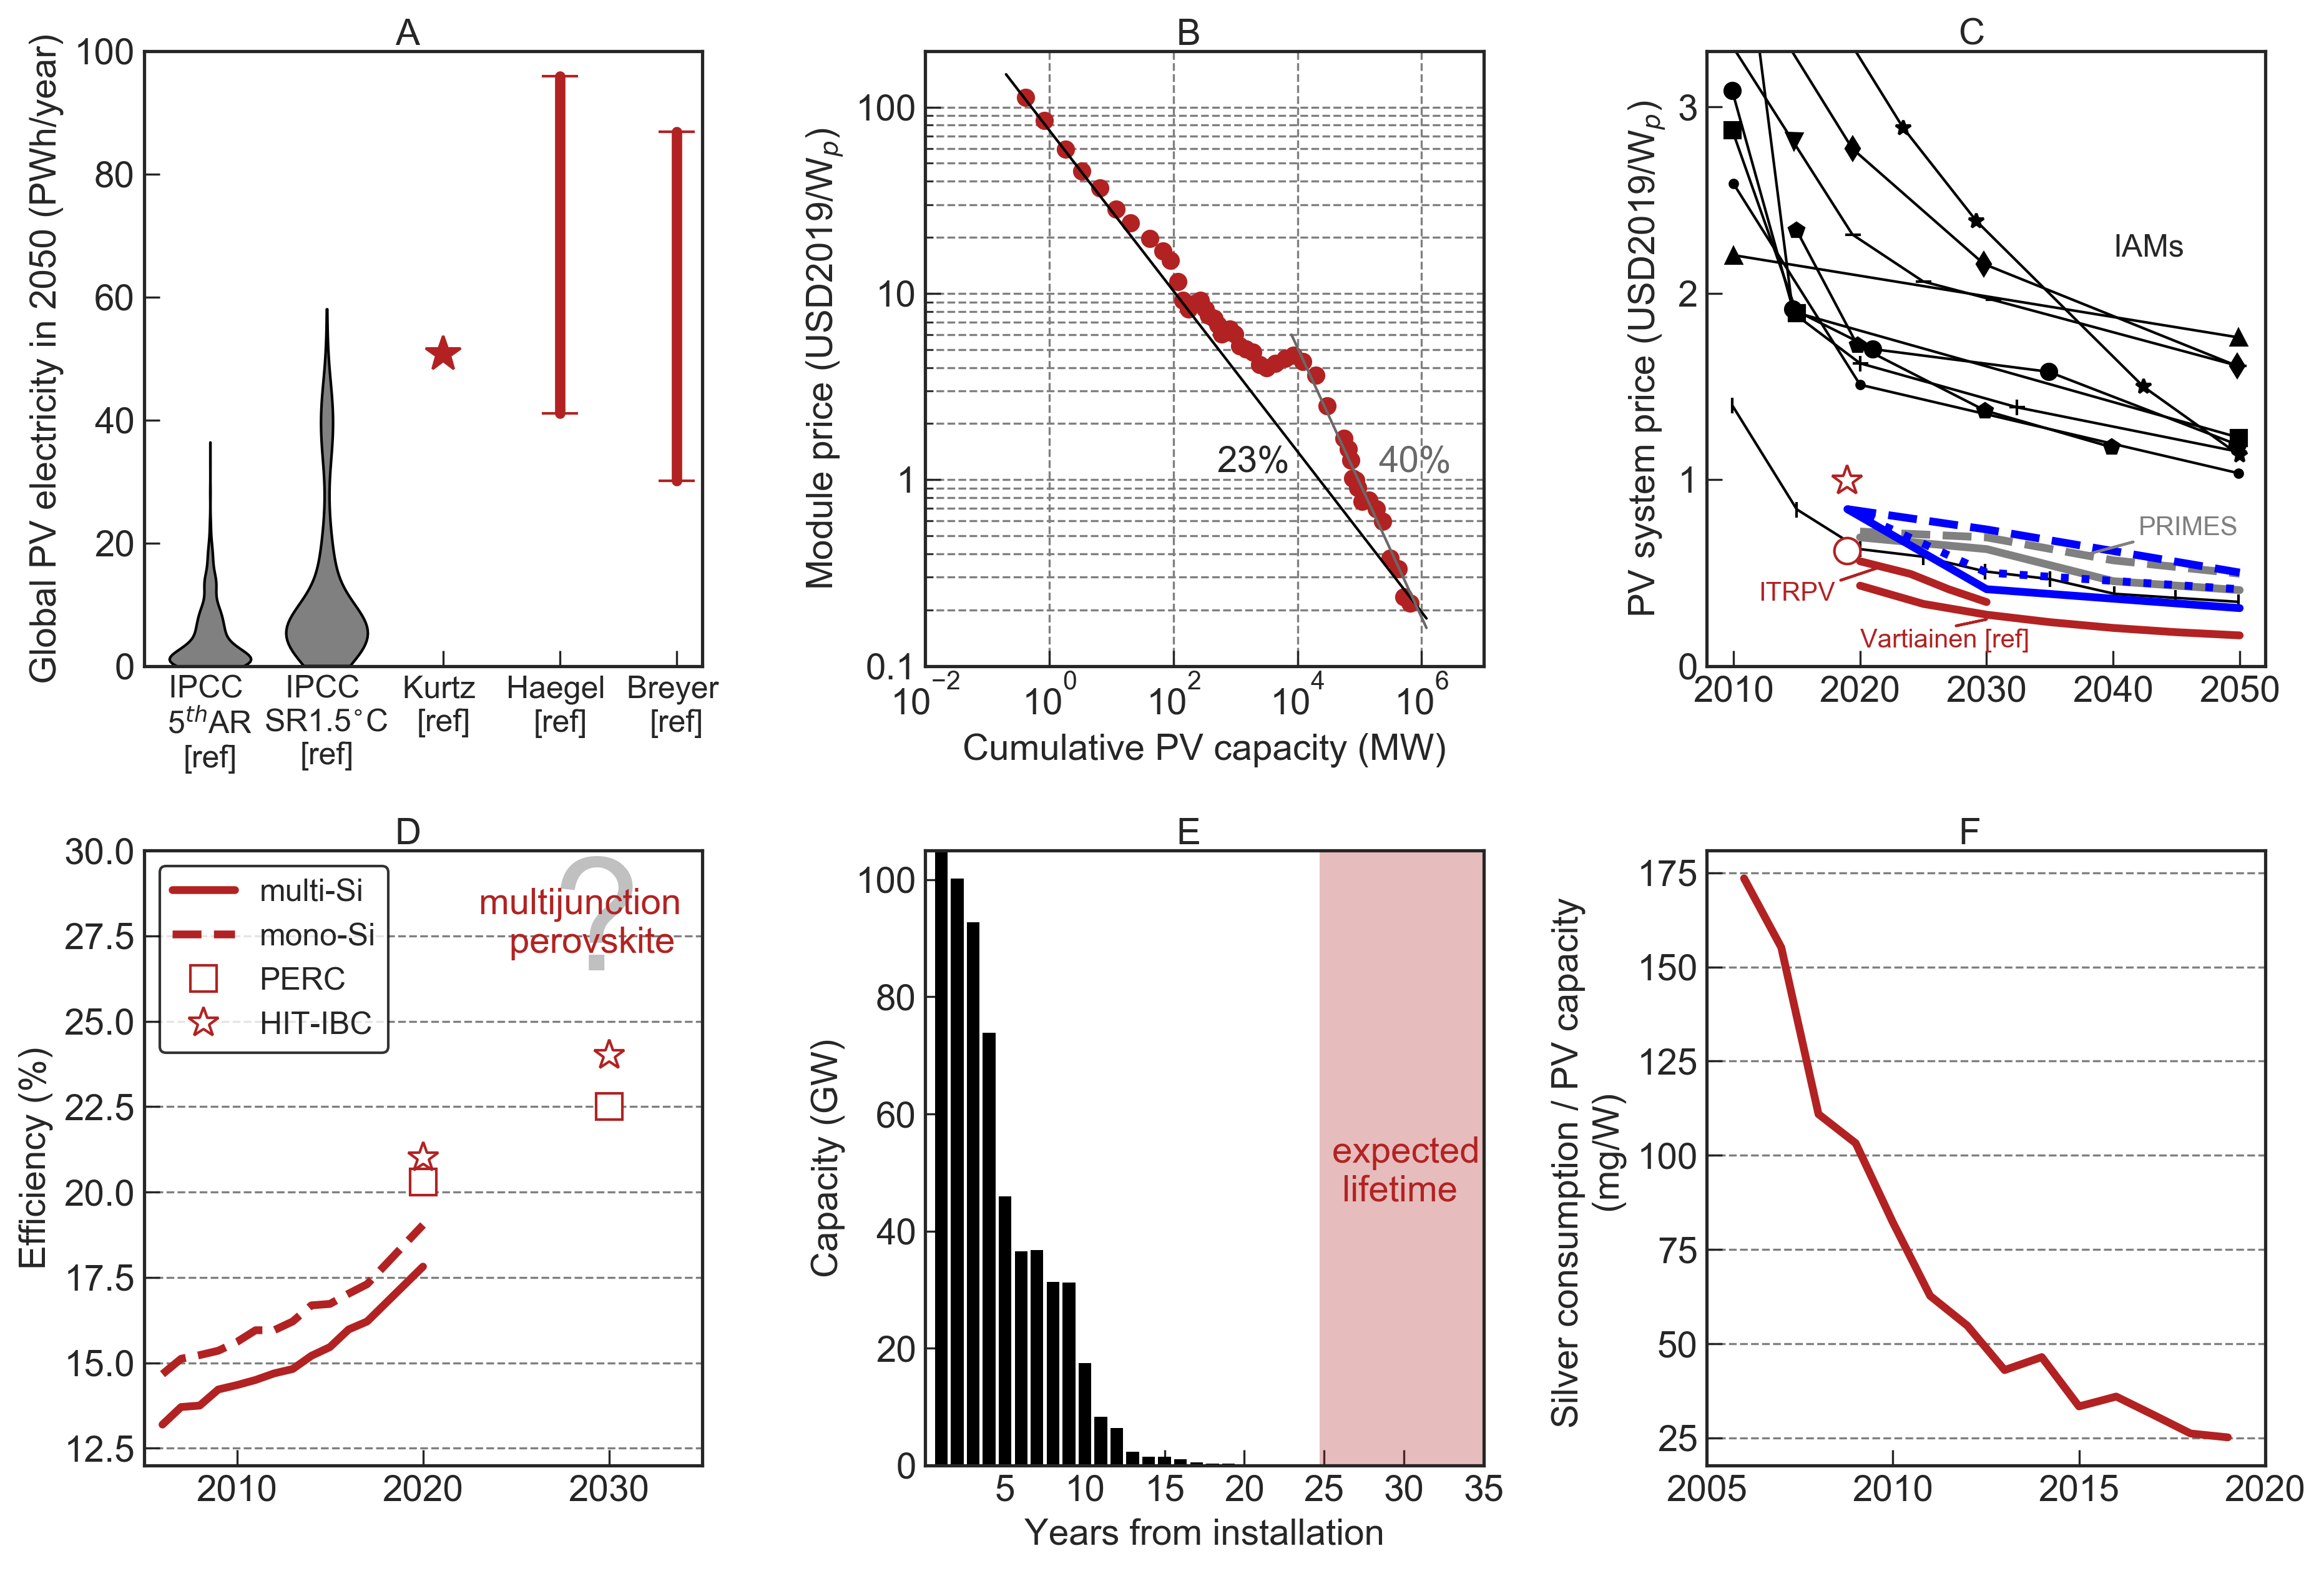 A
Global PV electricity in 2050 (PWh/year)
100
80
60
40
20
0
IPCC
5thAR
[ref]
IPCC
SR1.5°C
[ref]
Kurtz
[ref]
Haegel
[ref]
Breyer
[ref]
B
Module price (USD2019/Wp)
100
10
1
0.1
23%
40%
10−2
100
102
104
106
Cumulative PV capacity (MW)
C
PV system price (USD2019/Wp)
3
2
1
0
IAMs
PRIMES
ITRPV
Vartiainen [ref]
2010
2020
2030
2040
2050
D
Efficiency (%)
30.0
27.5
25.0
22.5
20.0
17.5
15.0
12.5
multi-Si
mono-Si
PERC
HIT-IBC
?
multijunction
perovskite
2010
2020
2030
E
Capacity (GW)
100
80
60
40
20
0
expected
lifetime
5
10
15
20
25
30
35
Years from installation
F
Silver consumption / PV capacity
(mg/W)
175
150
125
100
75
50
25
2005
2010
2015
2020